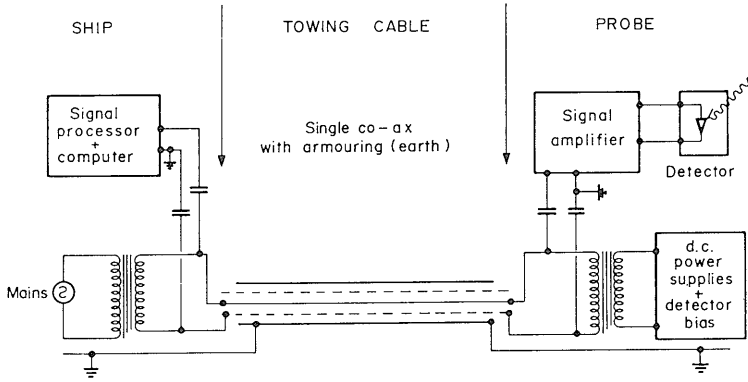 SHIP
TOWING CABLE
PROBE
Signal
processor
+
computer
Single co-ax
with armouring (earth)
Signal
amplifier
Detector
Mains
d.c.
power
supplies
+
detector
bias